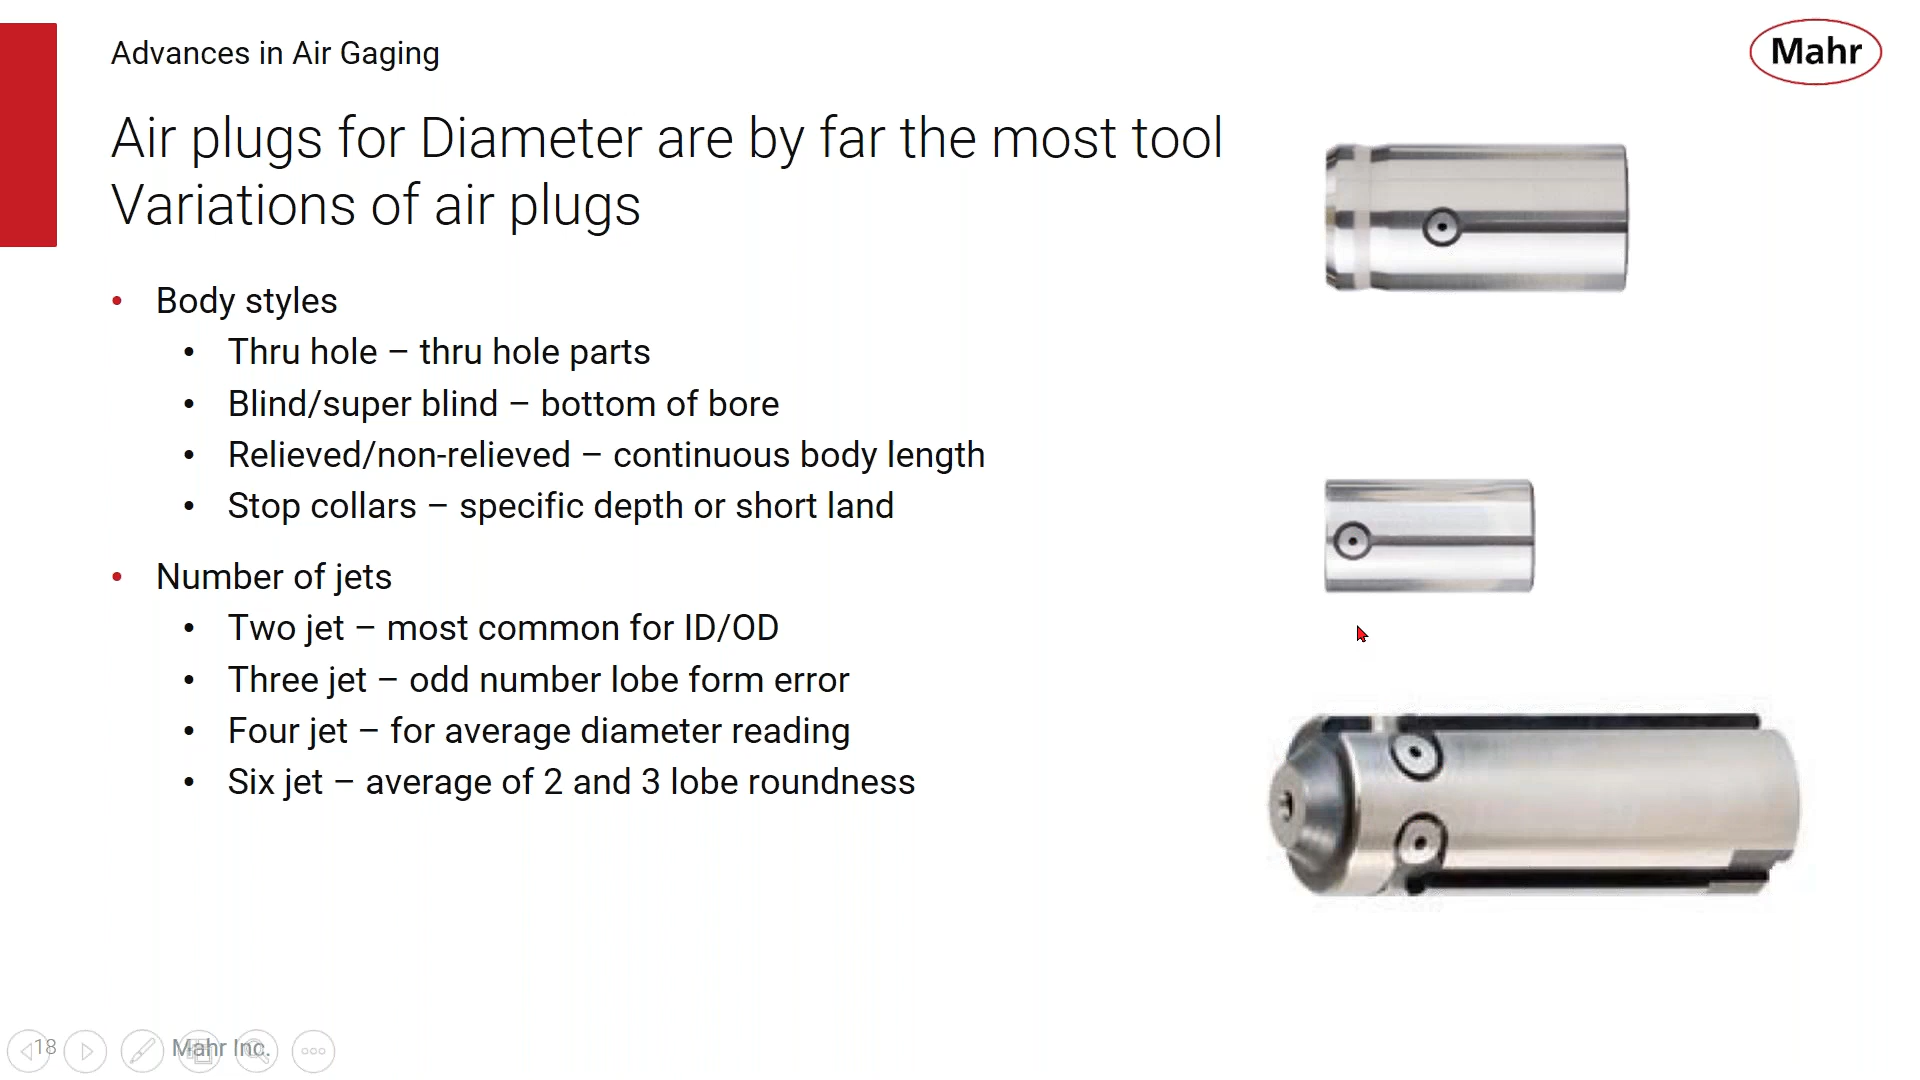 Advances in Air Gaging
Mahr
Air plugs for Diameter are by far the most tool
Variations of air plugs
• Body styles
• Thru hole – thru hole parts
• Blind/super blind – bottom of bore
• Relieved/non-relieved – continuous body length
• Stop collars – specific depth or short land
• Number of jets
• Two jet – most common for ID/OD
• Three jet – odd number lobe form error
• Four jet – for average diameter reading
• Six jet – average of 2 and 3 lobe roundness
18
Mahr Inc.